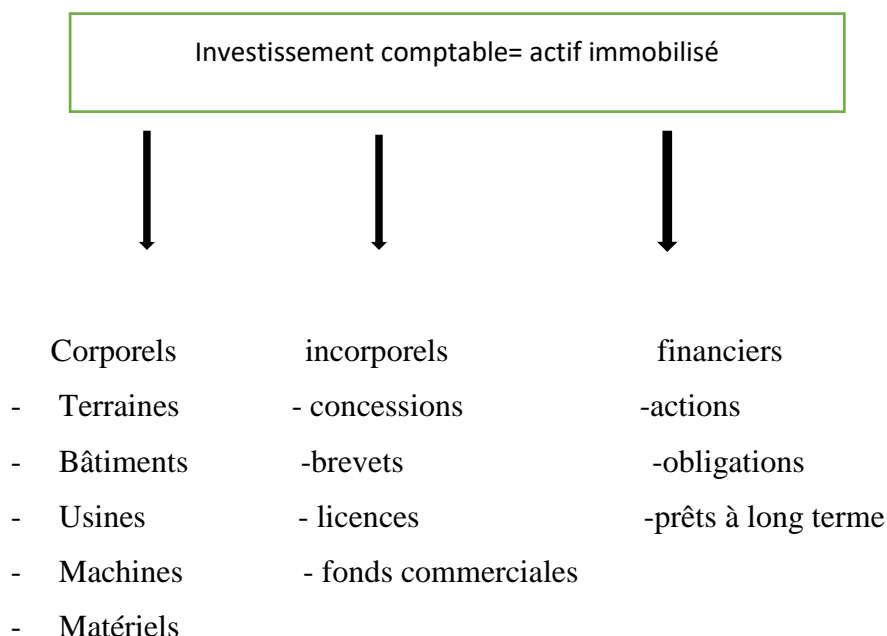 Investissement comptable= actif immobilisé
Corporels incorporels financiers
- Terraines - concessions -actions
- Bâtiments -brevets -obligations
- Usines - licences -prêts à long terme
- Machines - fonds commerciales
- Matériels